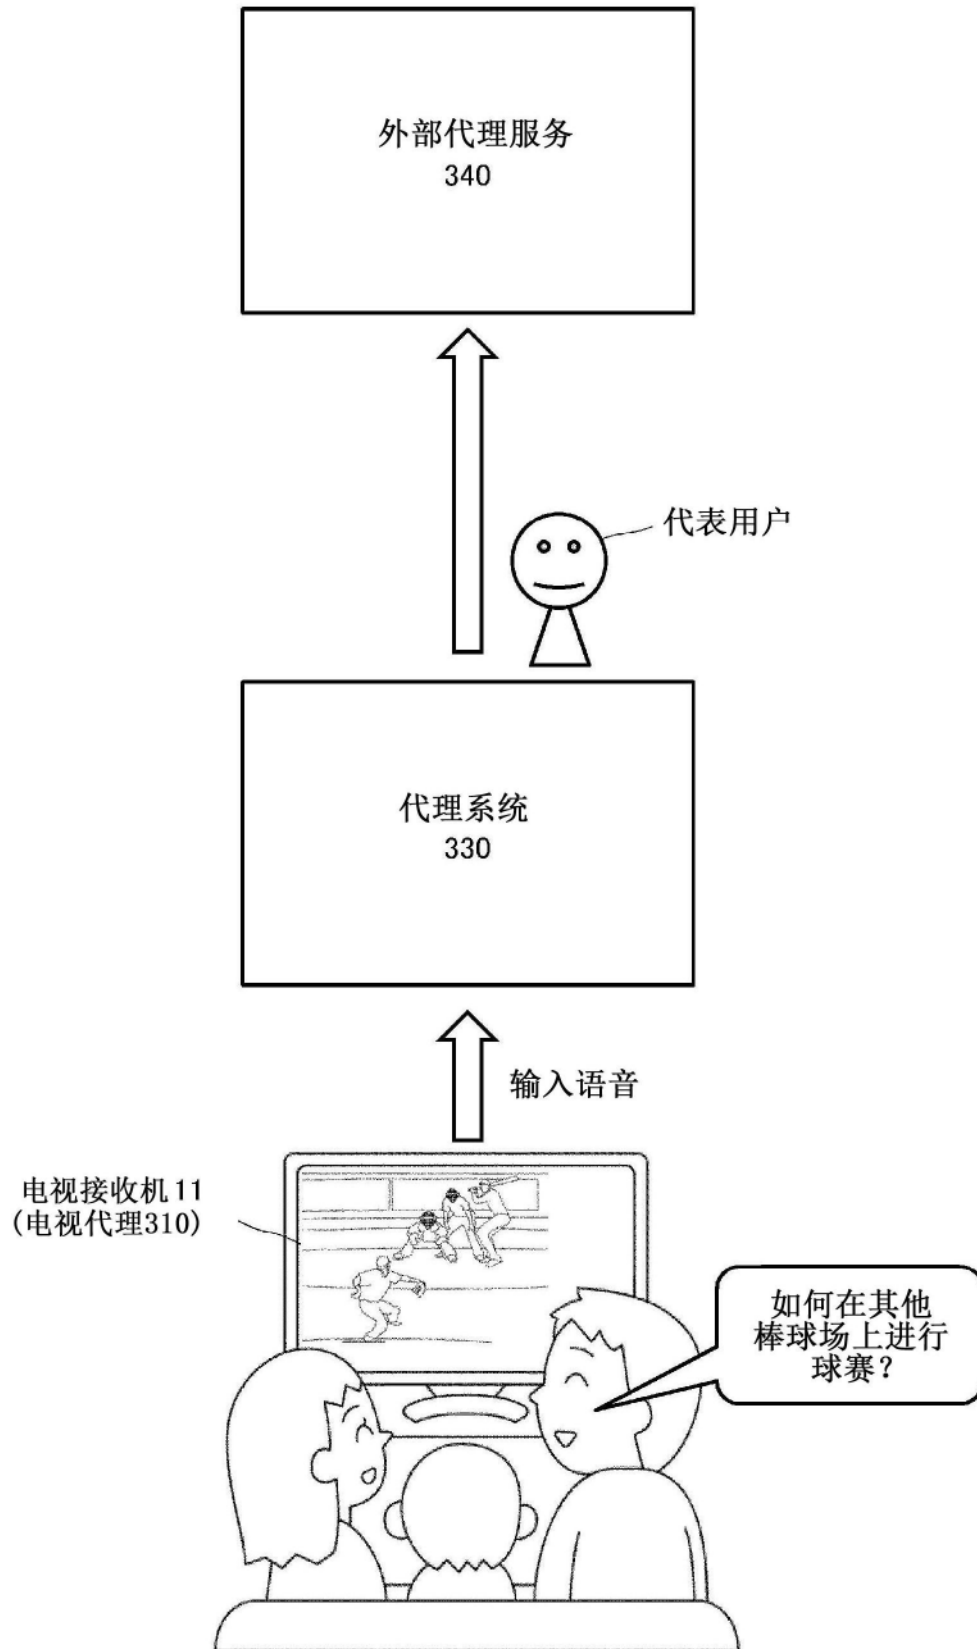 外部代理服务
340
代表用户
代理系统
330
输入语音
电视接收机11
(电视代理310)
如何在其他
棒球场上进行
球赛？